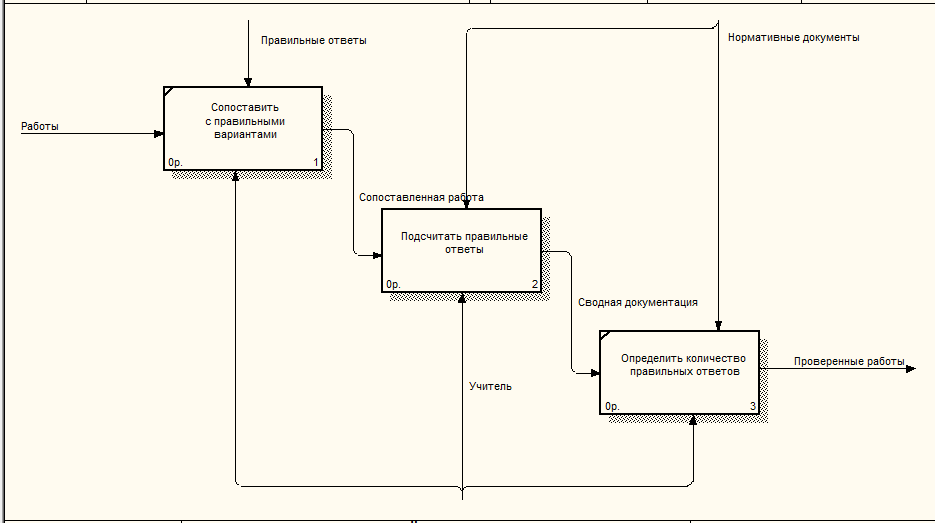 Правильные ответы
Нормативные документы
Работы
Сопоставить
с правильными
вариантами
0р.
1
Сопоставленная работа
Подсчитать правильные
ответы
0р.
2
Сводная документация
Определить количество
правильных ответов
0р.
3
Проверенные работы
Учитель